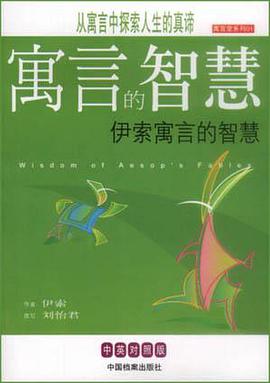 从寓言中探索人生的真谛
寓言堂系列01
寓言的智慧
伊索寓言的智慧
Wisdom of Aesop's Fables
作者 伊索
改写 刘怡君
中英对照版
中国档案出版社